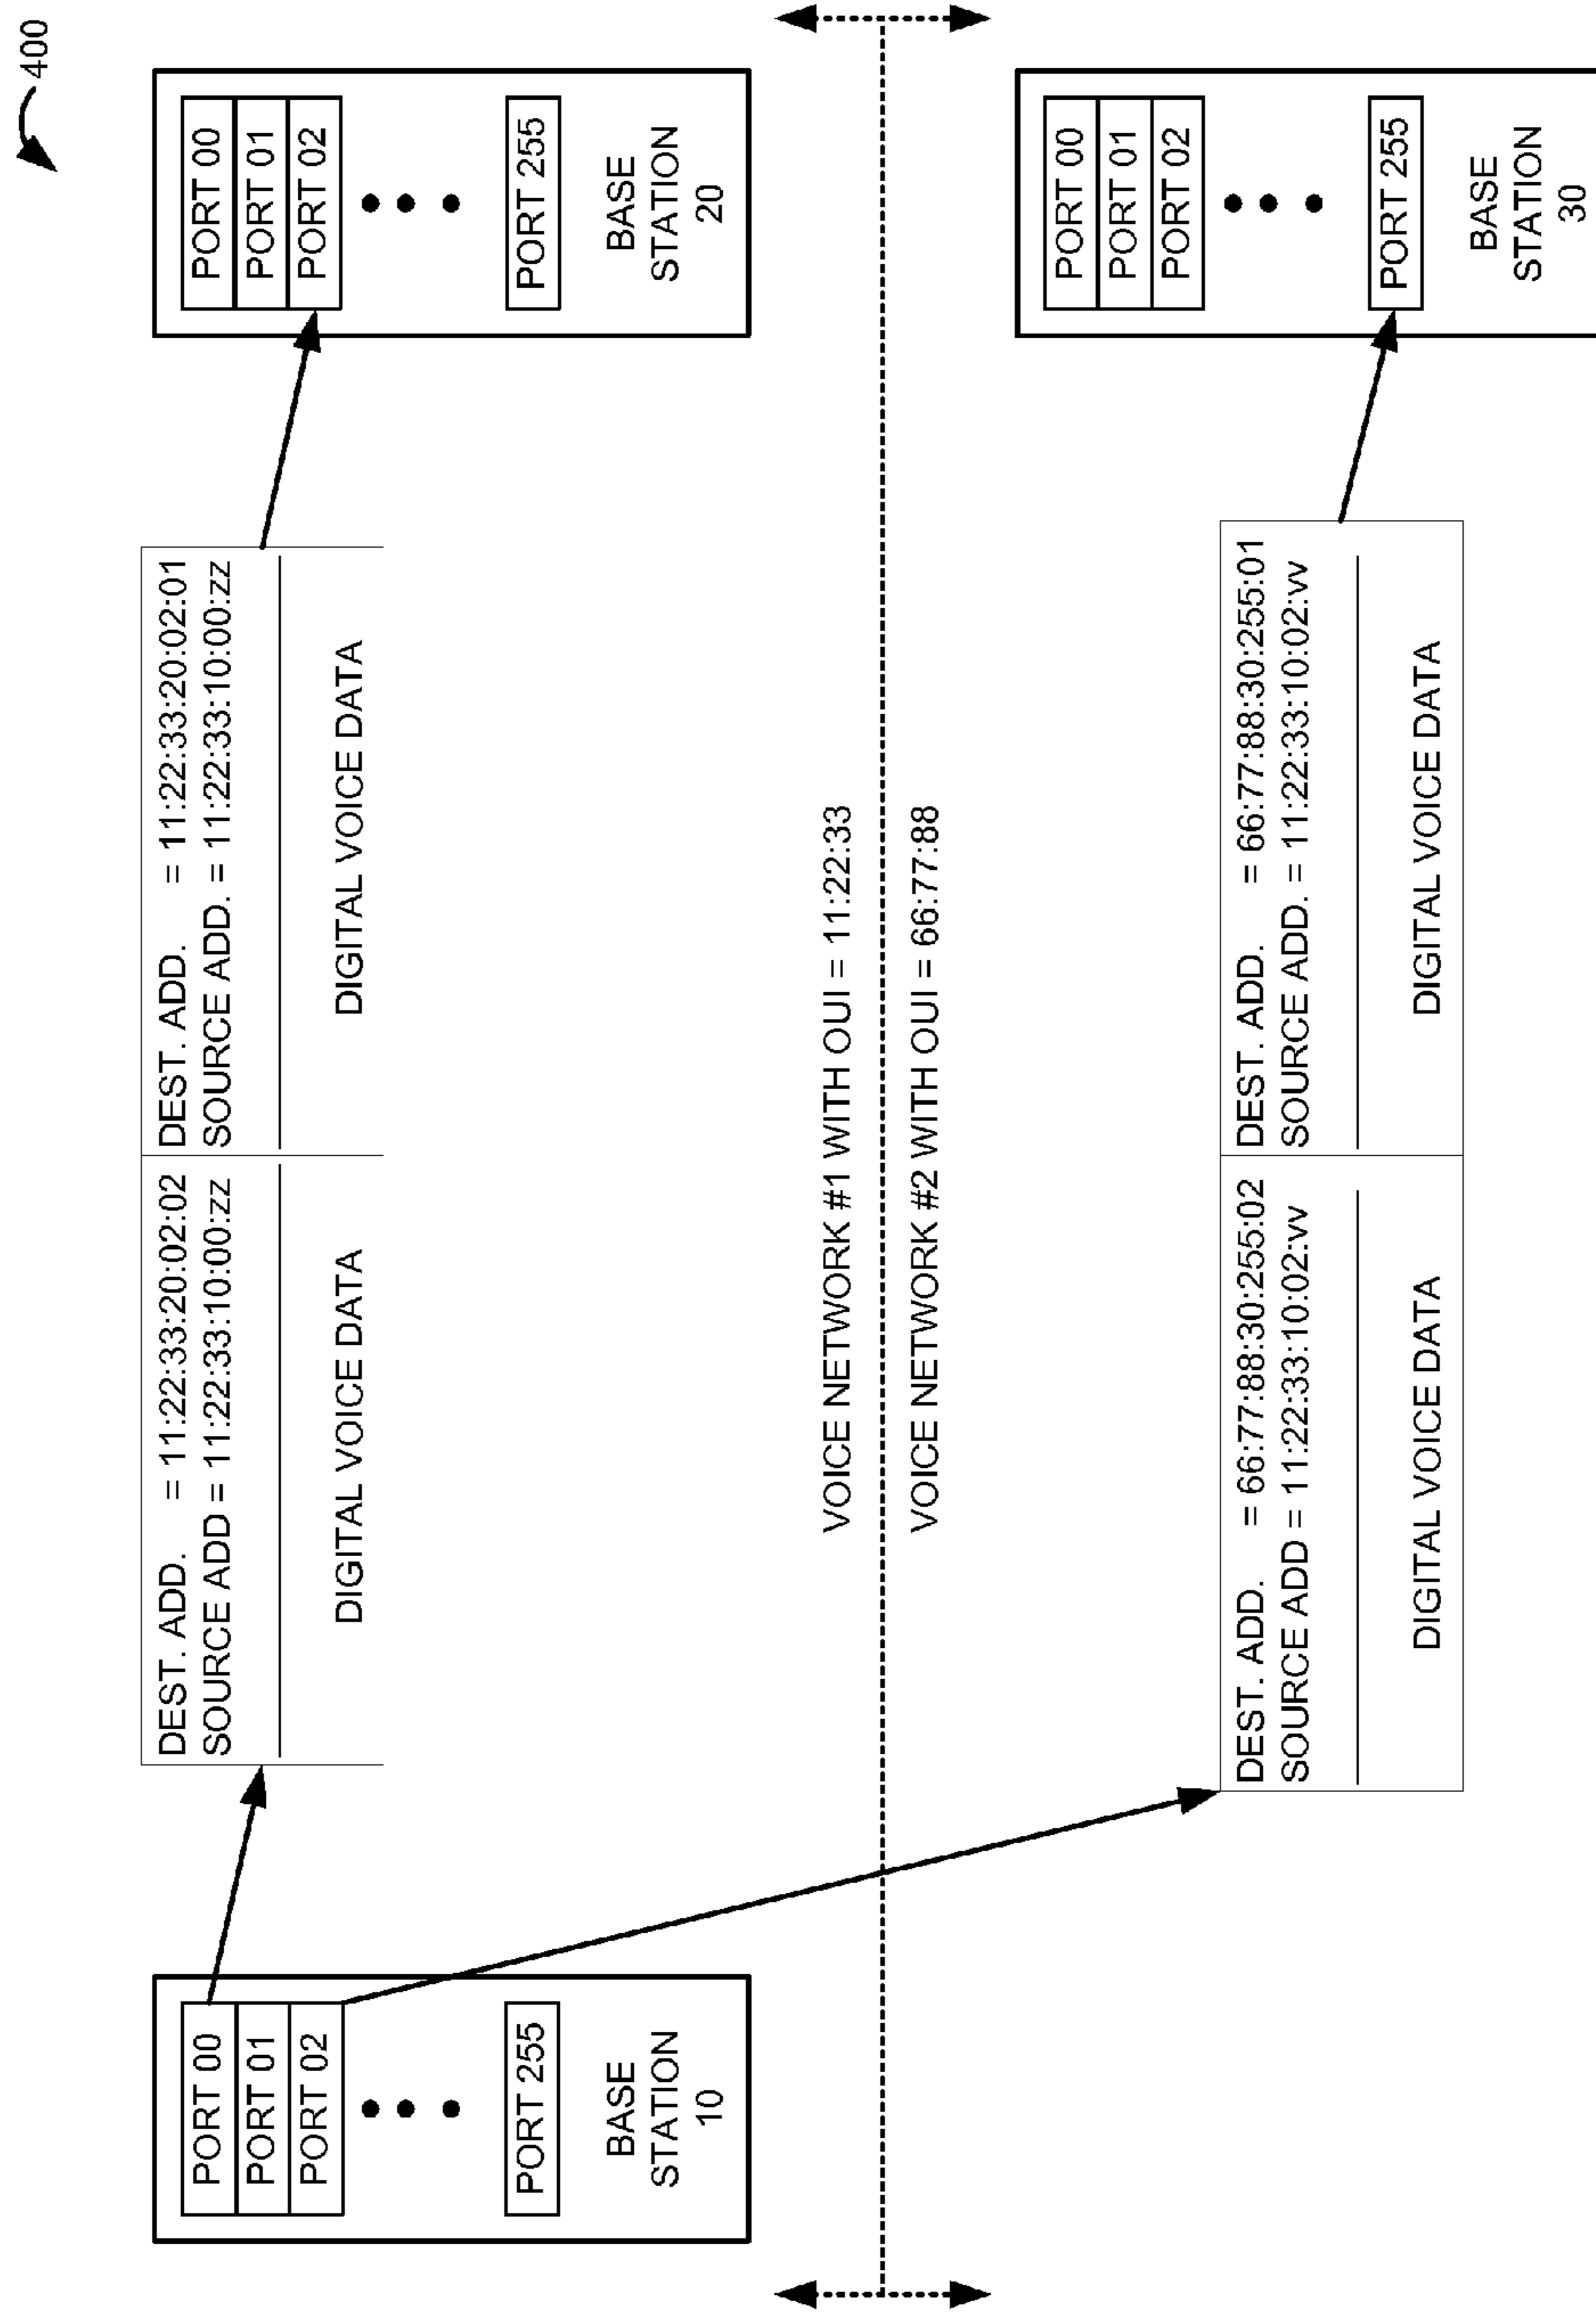 400
PORT 00
PORT 01
PORT 02
PORT 255
BASE
STATION
10
DEST. ADD. = 11:22:33:20:02:02
SOURCE ADD = 11:22:33:10:00:zz
DIGITAL VOICE DATA
DEST. ADD. = 11:22:33:20:02:01
SOURCE ADD. = 11:22:33:10:00:zz
DIGITAL VOICE DATA
PORT 00
PORT 01
PORT 02
PORT 255
BASE
STATION
20
VOICE NETWORK #1 WITH OUI = 11:22:33
VOICE NETWORK #2 WITH OUI = 66:77:88
DEST. ADD. = 66:77:88:30:255:02
SOURCE ADD = 11:22:33:10:02:vv
DIGITAL VOICE DATA
DEST. ADD. = 66:77:88:30:255:01
SOURCE ADD. = 11:22:33:10:02:vv
DIGITAL VOICE DATA
PORT 00
PORT 01
PORT 02
PORT 255
BASE
STATION
30